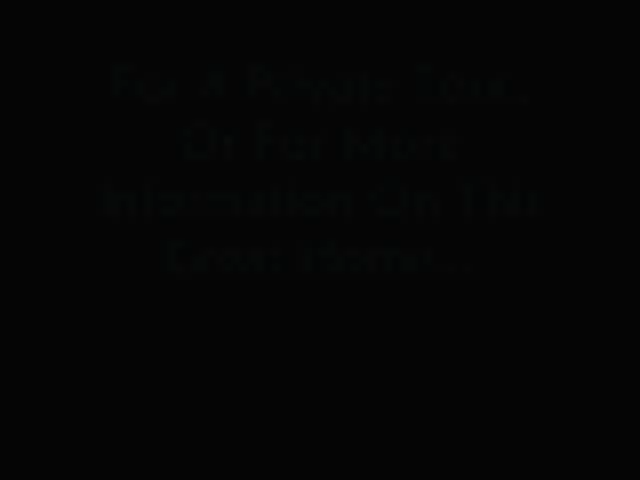 For A Private Tour,
Or For More
Information On This
Great Home...